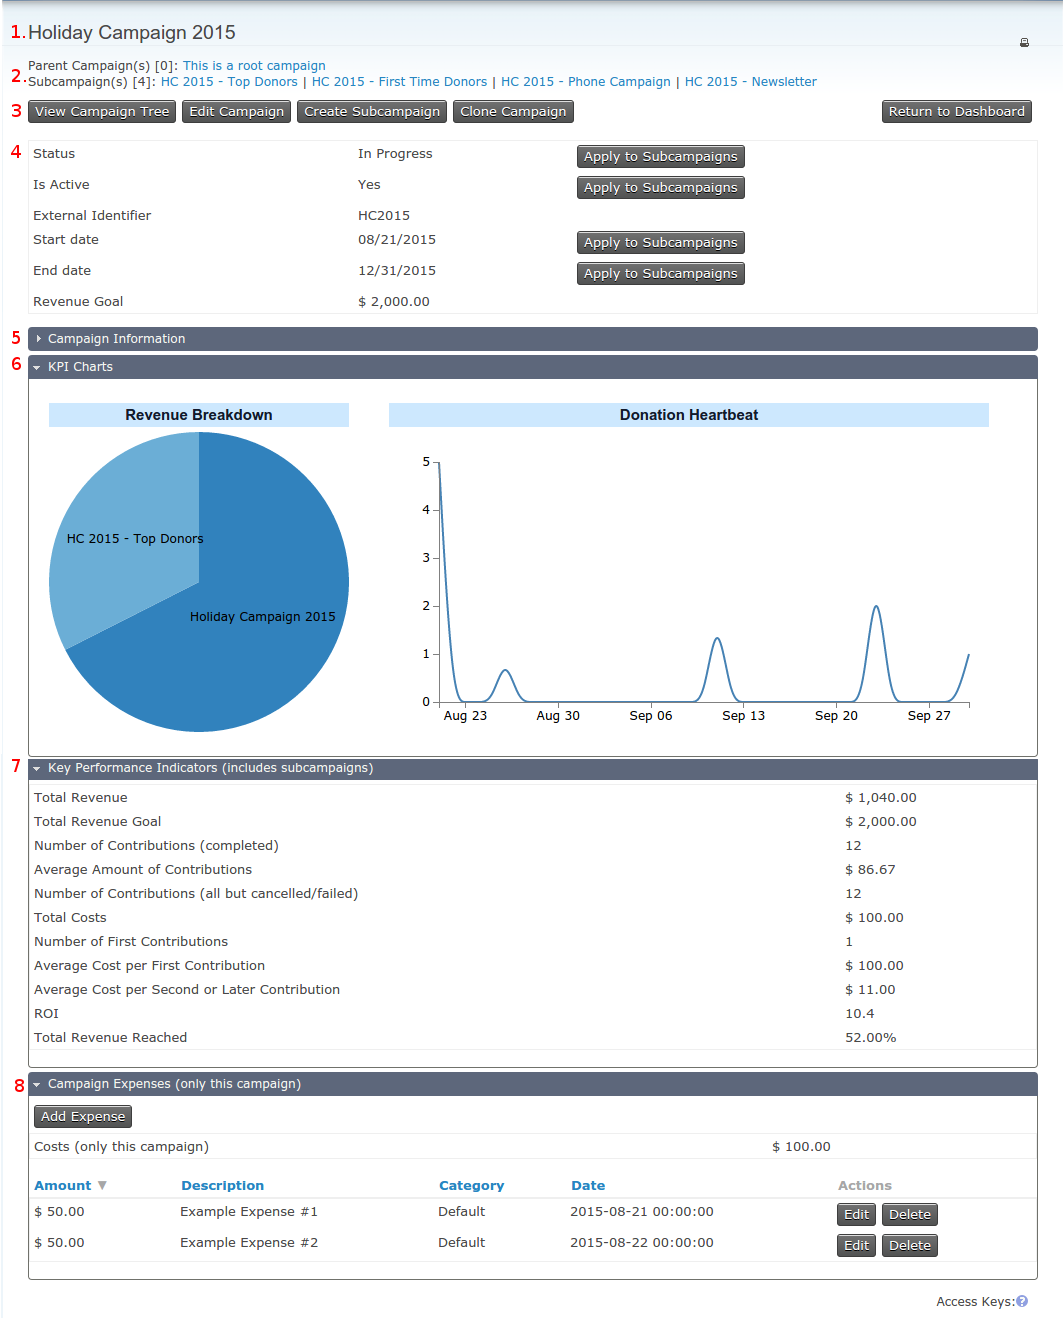 1. Holiday Campaign 2015
Parent Campaign(s) [0]: This is a root campaign
2. Subcampaign(s) [4]: HC 2015 - Top Donors | HC 2015 - First Time Donors | HC 2015 - Phone Campaign | HC 2015 - Newsletter
3 View Campaign Tree Edit Campaign Create Subcampaign Clone Campaign Return to Dashboard
4 Status In Progress Apply to Subcampaigns
Is Active Yes Apply to Subcampaigns
External Identifier HC2015
Start date 08/21/2015 Apply to Subcampaigns
End date 12/31/2015 Apply to Subcampaigns
Revenue Goal $ 2,000.00
5 Campaign Information
6 KPI Charts
Revenue Breakdown Donation Heartbeat
HC 2015 - Top Donors
Holiday Campaign 2015
5
4
3
2
1
0
Aug 23 Aug 30 Sep 06 Sep 13 Sep 20 Sep 27
7 Key Performance Indicators (includes subcampaigns)
Total Revenue $ 1,040.00
Total Revenue Goal $ 2,000.00
Number of Contributions (completed) 12
Average Amount of Contributions $ 86.67
Number of Contributions (all but cancelled/failed) 12
Total Costs $ 100.00
Number of First Contributions 1
Average Cost per First Contribution $ 100.00
Average Cost per Second or Later Contribution $ 11.00
ROI 10.4
Total Revenue Reached 52.00%
8 Campaign Expenses (only this campaign)
Add Expense
Costs (only this campaign) $ 100.00
Amount ▼ Description Category Date Actions
$ 50.00 Example Expense #1 Default 2015-08-21 00:00:00 Edit Delete
$ 50.00 Example Expense #2 Default 2015-08-22 00:00:00 Edit Delete
Access Keys:?